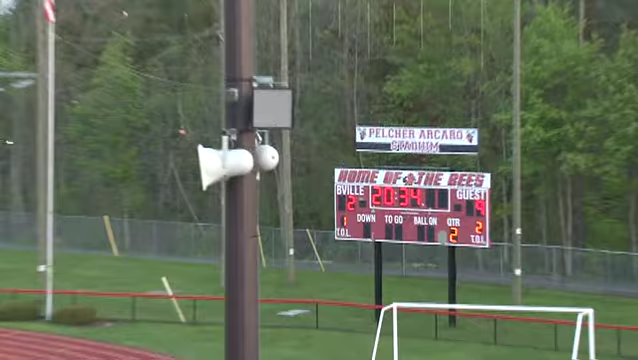 PELCHER ARCARO
STADIUM
HOME OF THE BEES
BVILLE 20:34 GUEST
2 4
DOWN TO GO BALL ON QTR
1 2 2
T.O.L. T.O.L.